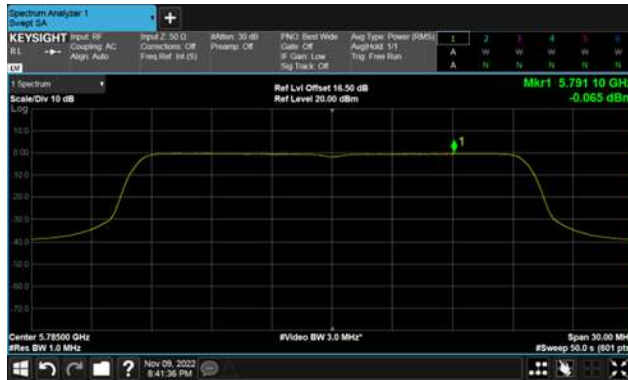 Spectrum Analyzer 1
Swept SA
+
KEYSIGHT Input: RF Input Z: 50 Ω #Atten: 30 dB PNO: Best Wide Avg Type: Power (RMS) 1 2 3 4 5 6
RL Coupling: AC Corrections: Off Preamp: Off Gate: Off Avg|Hold: 1/1 A W W W W W
Align: Auto Freq Ref: Int (S) IF Gain: Low Trig: Free Run
Sig Track: Off A N N N N N
LXI
1 Spectrum
Scale/Div 10 dB
Ref Lvl Offset 16.50 dB
Ref Level 20.00 dBm
Mkr1 5.791 10 GHz
-0.065 dBm
Log
10.0
0.00
-10.0
-20.0
-30.0
-40.0
-50.0
-60.0
-70.0
1
Center 5.78500 GHz #Video BW 3.0 MHz* Span 30.00 MH
#Res BW 1.0 MHz #Sweep 50.0 s (601 pts
? Nov 09, 2022
8:41:36 PM